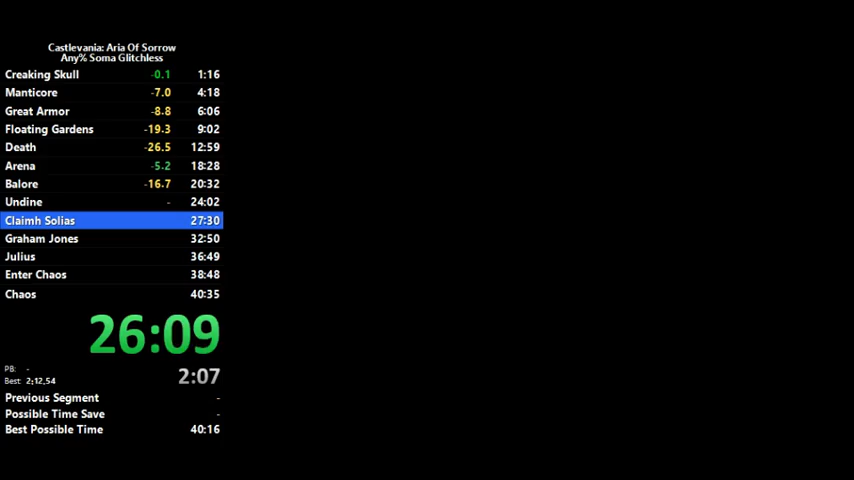 Castlevania: Aria Of Sorrow
Any% Soma Glitchless
Creaking Skull -0.1 1:16
Manticore -7.0 4:18
Great Armor -8.8 6:06
Floating Gardens -19.3 9:02
Death -26.5 12:59
Arena -5.2 18:28
Balore -16.7 20:32
Undine - 24:02
Claimh Solias 27:30
Graham Jones 32:50
Julius 36:49
Enter Chaos 38:48
Chaos 40:35
26:09
PB: -
Best: 2:12.54 2:07
Previous Segment -
Possible Time Save -
Best Possible Time 40:16